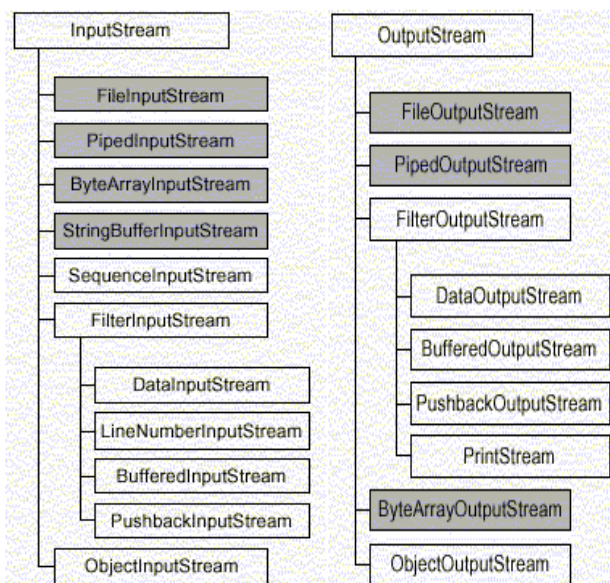 InputStream
FileInputStream
PipedInputStream
ByteArrayInputStream
StringBufferInputStream
SequenceInputStream
FilterInputStream
DataInputStream
LineNumberInputStream
BufferedInputStream
PushbackInputStream
ObjectInputStream
OutputStream
FileOutputStream
PipedOutputStream
FilterOutputStream
DataOutputStream
BufferedOutputStream
PushbackOutputStream
PrintStream
ByteArrayOutputStream
ObjectOutputStream